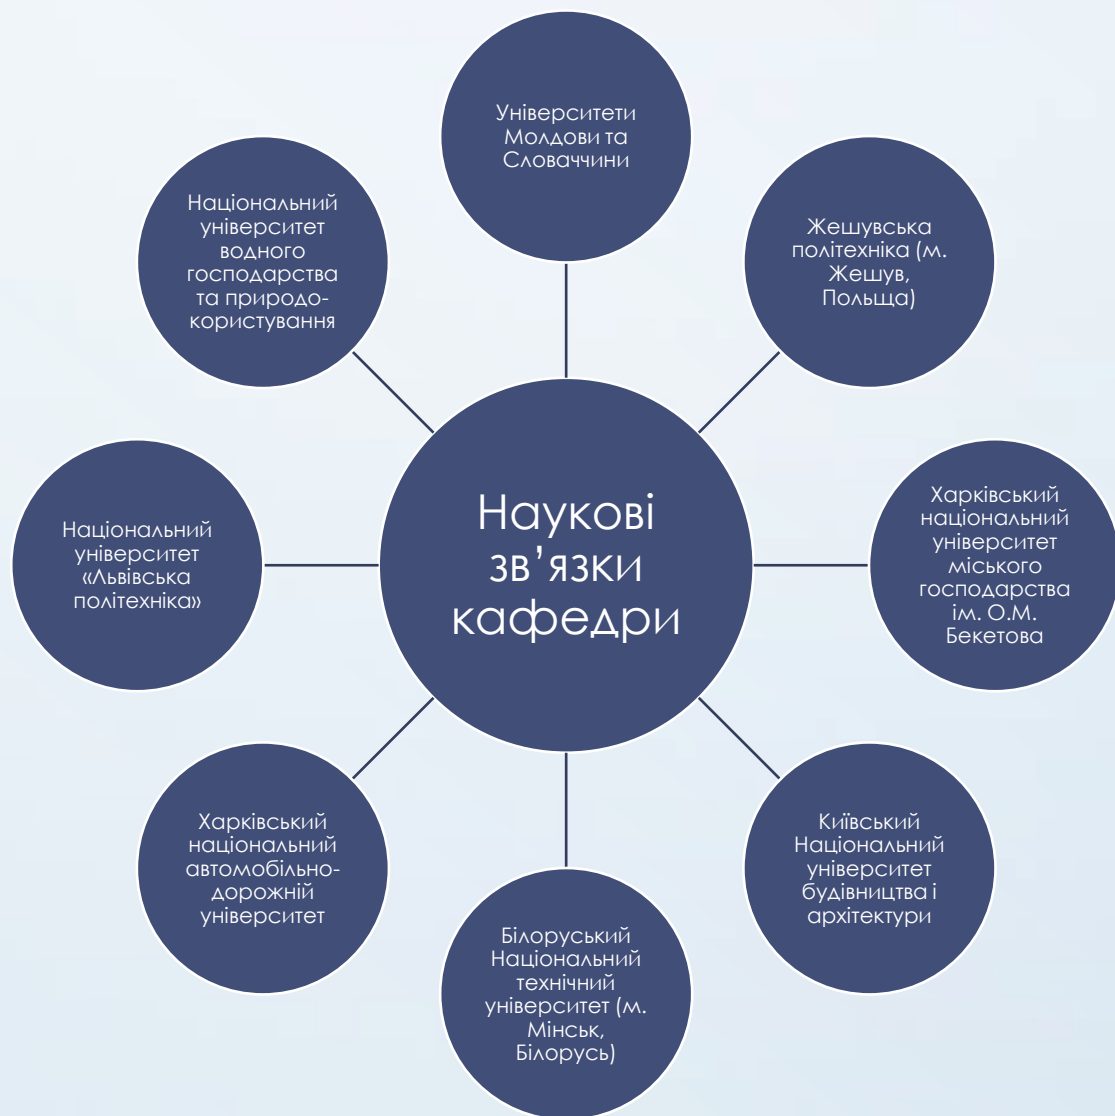 Університети
Молдови та
Словаччини
Національний
університет
водного
господарства
та природо-
користування
Жешувська
політехніка (м.
Жешув,
Польща)
Наукові
зв’язки
кафедри
Національний
університет
«Львівська
політехніка»
Харківський
національний
університет
міського
господарства
ім. О.М.
Бекетова
Харківський
національний
автомобільно-
дорожній
університет
Київський
Національний
університет
будівництва і
архітектури
Білоруський
Національний
технічний
університет (м.
Мінськ,
Білорусь)